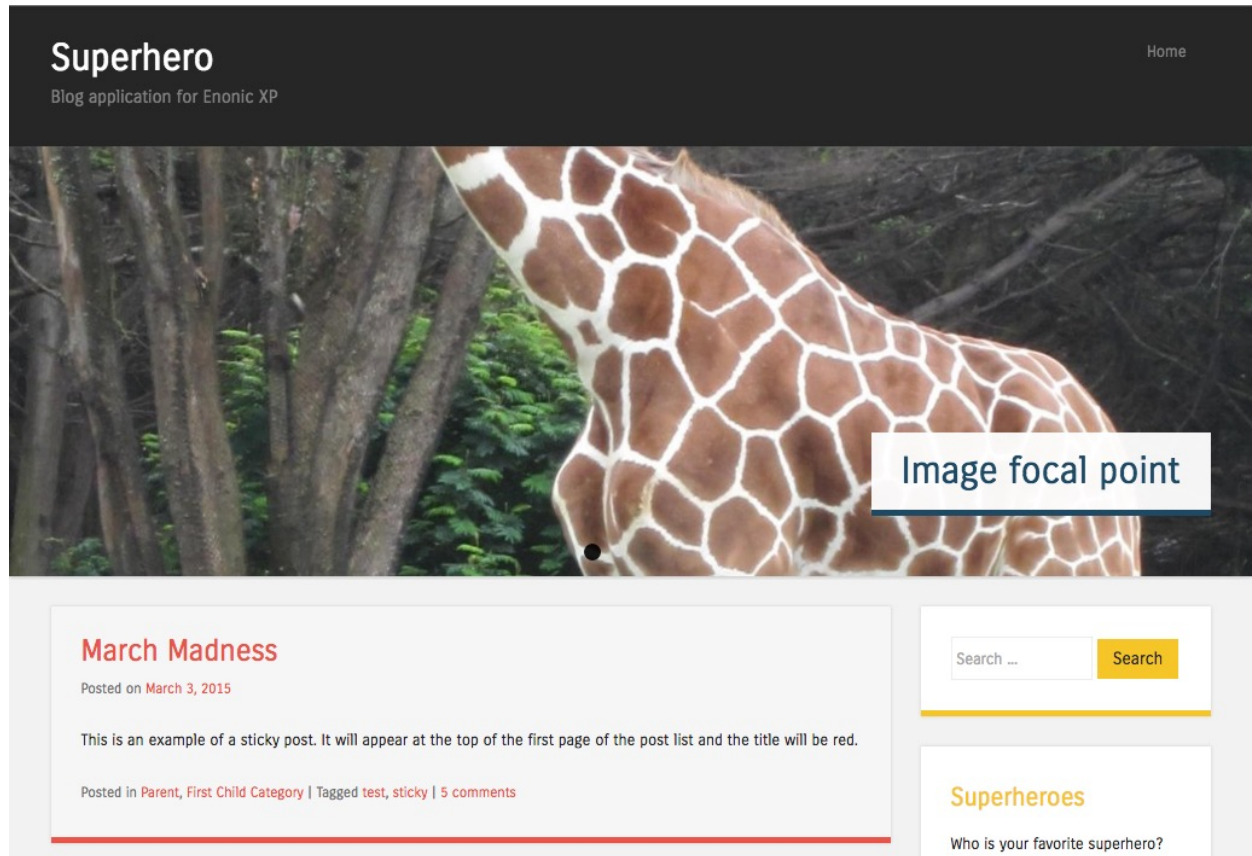 Superhero
Home
Blog application for Enonic XP
Image focal point
March Madness
Posted on March 3, 2015
This is an example of a sticky post. It will appear at the top of the first page of the post list and the title will be red.
Posted in Parent, First Child Category | Tagged test, sticky | 5 comments
Search ...
Search
Superheroes
Who is your favorite superhero?